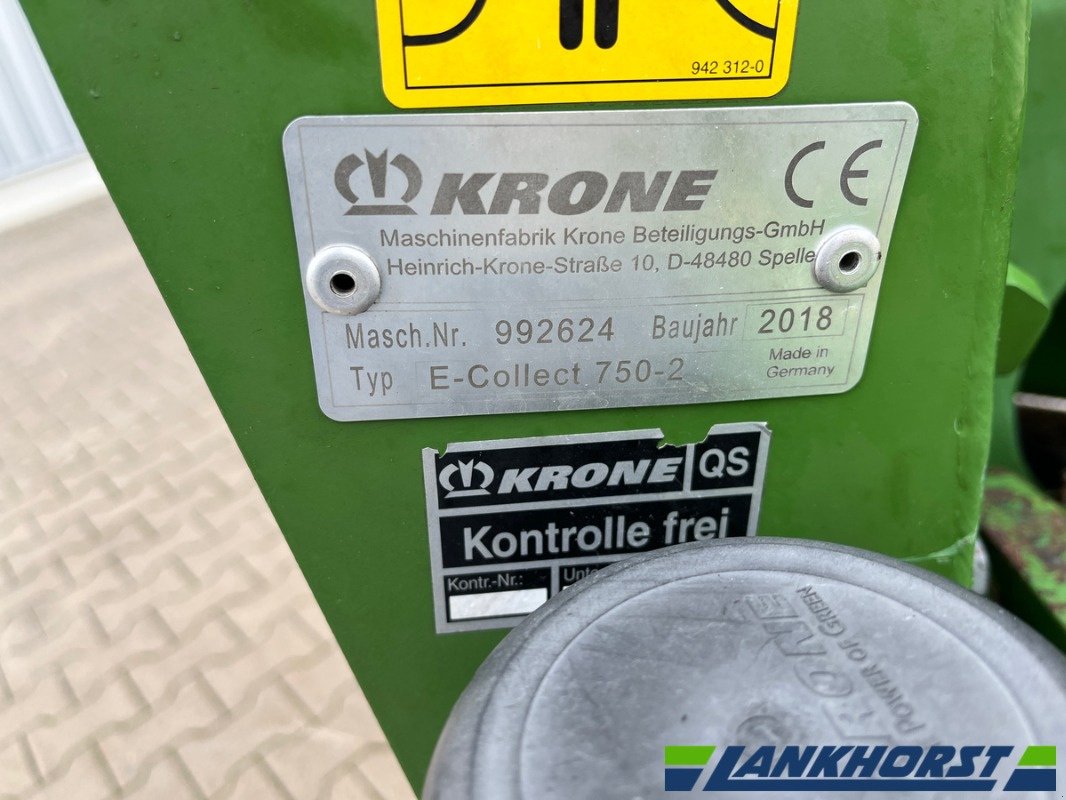 942 312-0
KRONE
CE
Maschinenfabrik Krone Beteiligungs-GmbH
Heinrich-Krone-Straße 10, D-48480 Spelle
Masch.Nr. 992624 Baujahr 2018
Typ E-Collect 750-2 Made in Germany
KRONE QS
Kontrolle frei
Kontr.-Nr.:
KRONE
POWER OF GREEN
LANKHORST